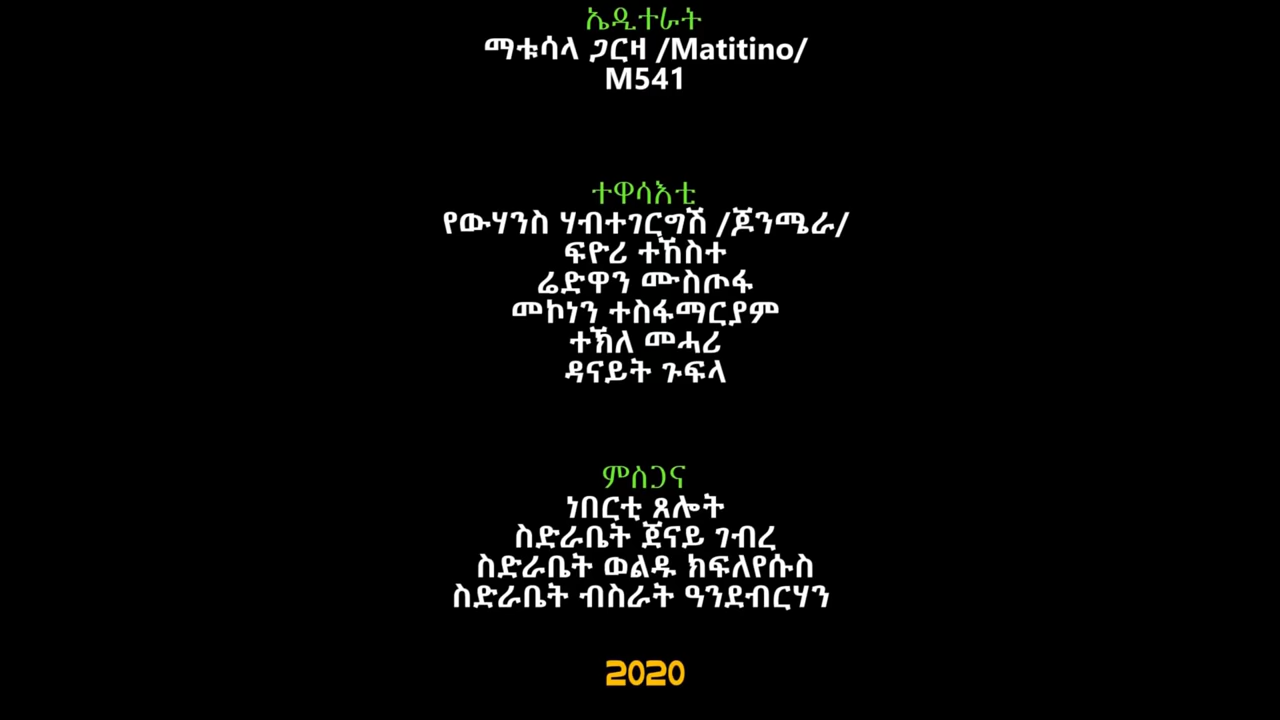 ኤዲተራት
ማቱሳላ ጋርዛ /Matitino/
M541
ተዋሳእቲ
የውሃንስ ሃብተገርግሽ /ጆንሜራ/
ፍዮሪ ተኸስተ
ሬድዋን ሙስጦፋ
መኮነን ተስፋማርያም
ተኽለ መሓሪ
ዳናይት ጉፍላ
ምስጋና
ነበርቲ ጸሎት
ስድራቤት ጀናይ ገብረ
ስድራቤት ወልዱ ክፍለየሱስ
ስድራቤት ብስራት ዓንደብርሃን
2020